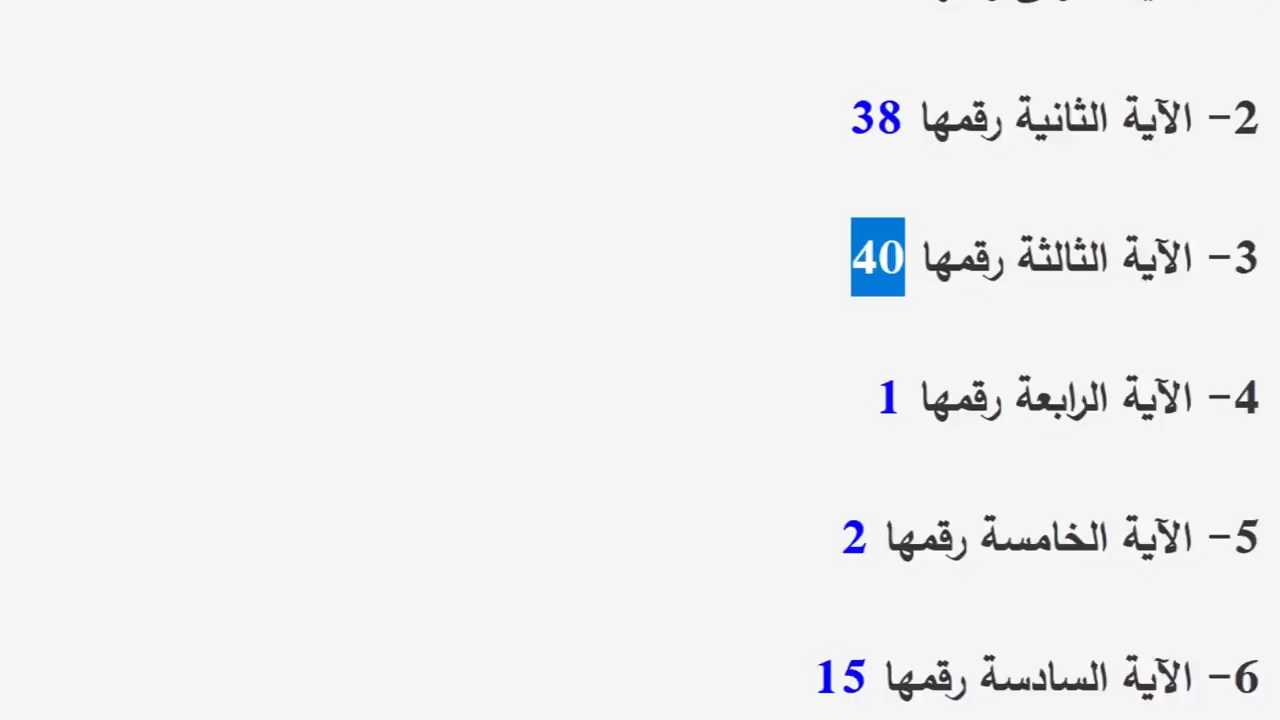 2- الآية الثانية رقمها 38
3- الآية الثالثة رقمها 40
4- الآية الرابعة رقمها 1
5- الآية الخامسة رقمها 2
6- الآية السادسة رقمها 15